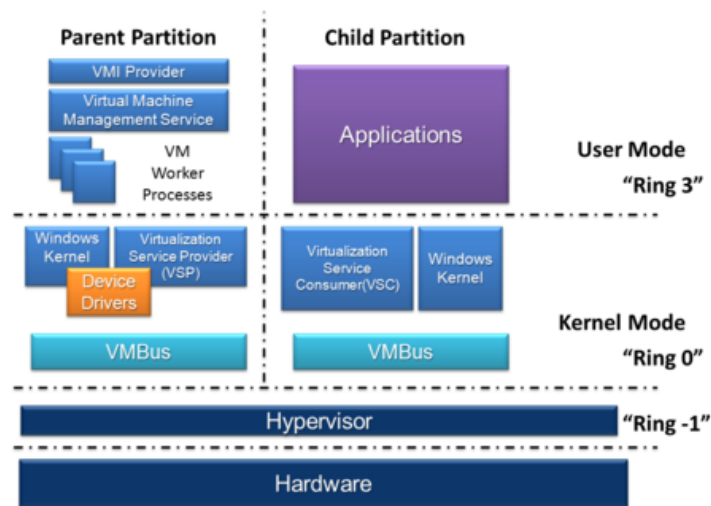 Parent Partition
Child Partition
VMI Provider
Virtual Machine
Management Service
VM
Worker
Processes
Applications
User Mode
"Ring 3"
Windows
Kernel
Virtualization
Service Provider
(VSP)
Device
Drivers
Virtualization
Service
Consumer(VSC)
Windows
Kernel
VMBus
VMBus
Kernel Mode
"Ring 0"
Hypervisor
"Ring -1"
Hardware